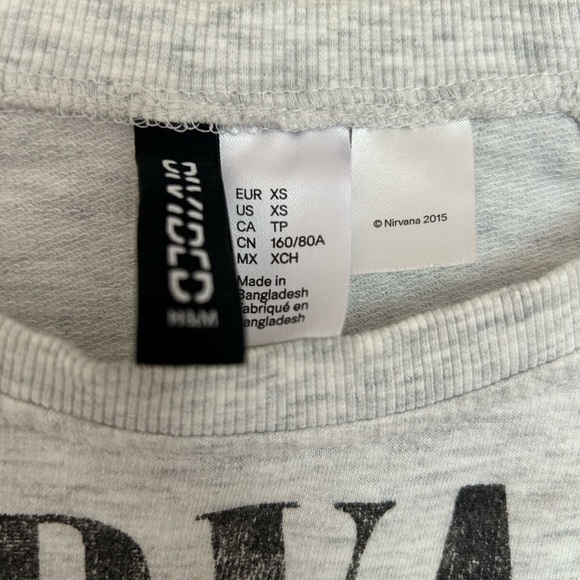 DIVIDED
H&M
EUR XS
US XS
CA TP
CN 160/80A
MX XCH
Made in
Bangladesh
Fabriqué en
Bangladesh
© Nirvana 2015
RVA